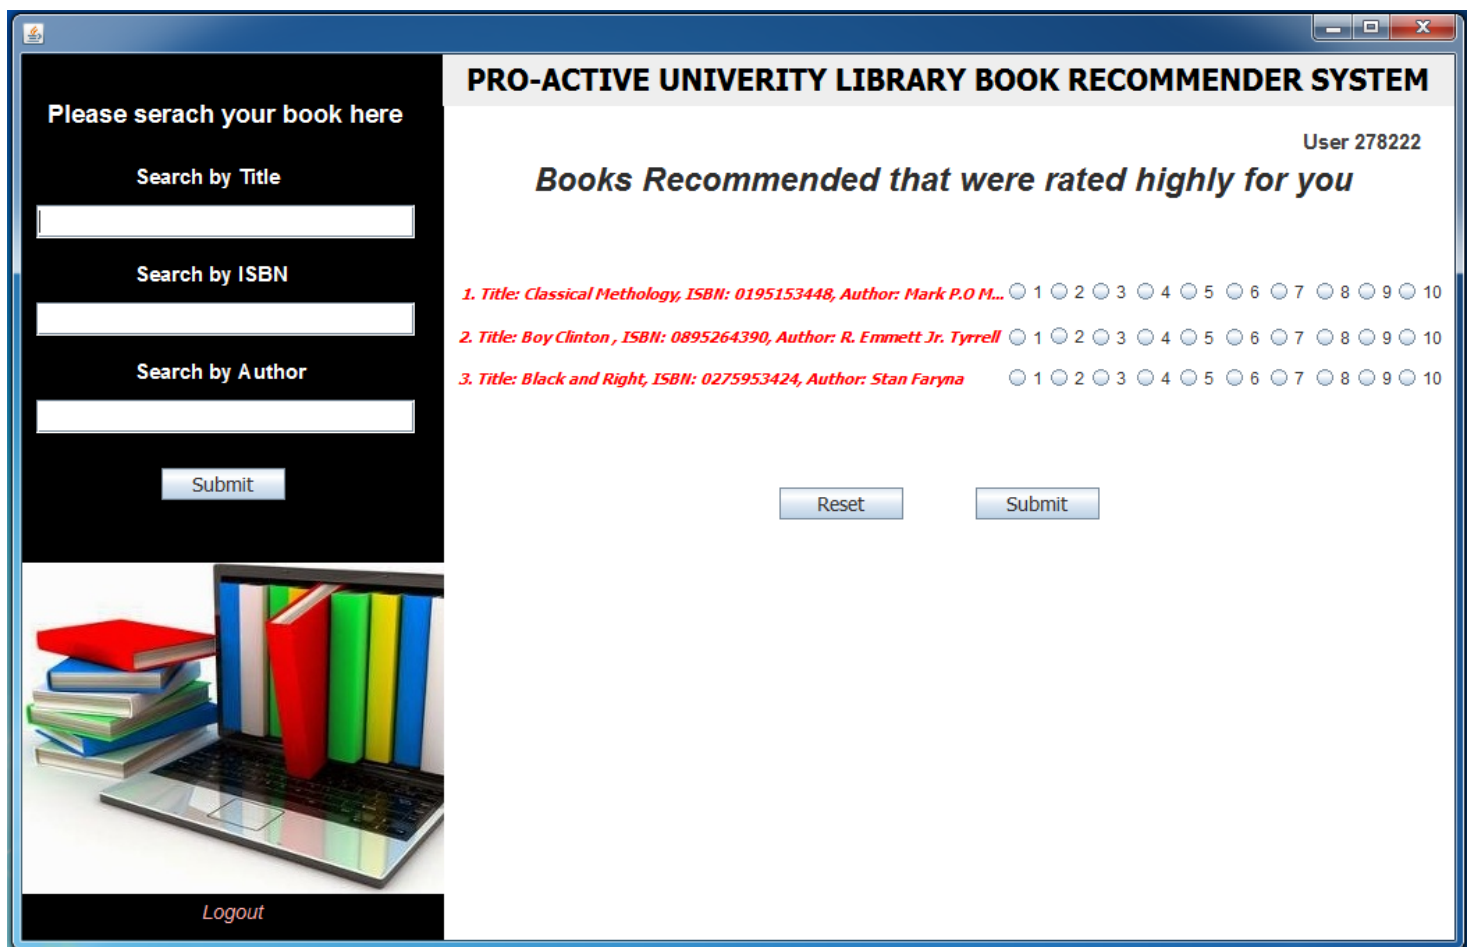 PRO-ACTIVE UNIVERITY LIBRARY BOOK RECOMMENDER SYSTEM
Please serach your book here
Search by Title
Search by ISBN
Search by Author
Submit
Logout
User 278222
Books Recommended that were rated highly for you
1. Title: Classical Methology, ISBN: 0195153448, Author: Mark P.O M... 1 2 3 4 5 6 7 8 9 10
2. Title: Boy Clinton , ISBN: 0895264390, Author: R. Emmett Jr. Tyrrell 1 2 3 4 5 6 7 8 9 10
3. Title: Black and Right, ISBN: 0275953424, Author: Stan Faryna 1 2 3 4 5 6 7 8 9 10
Reset Submit